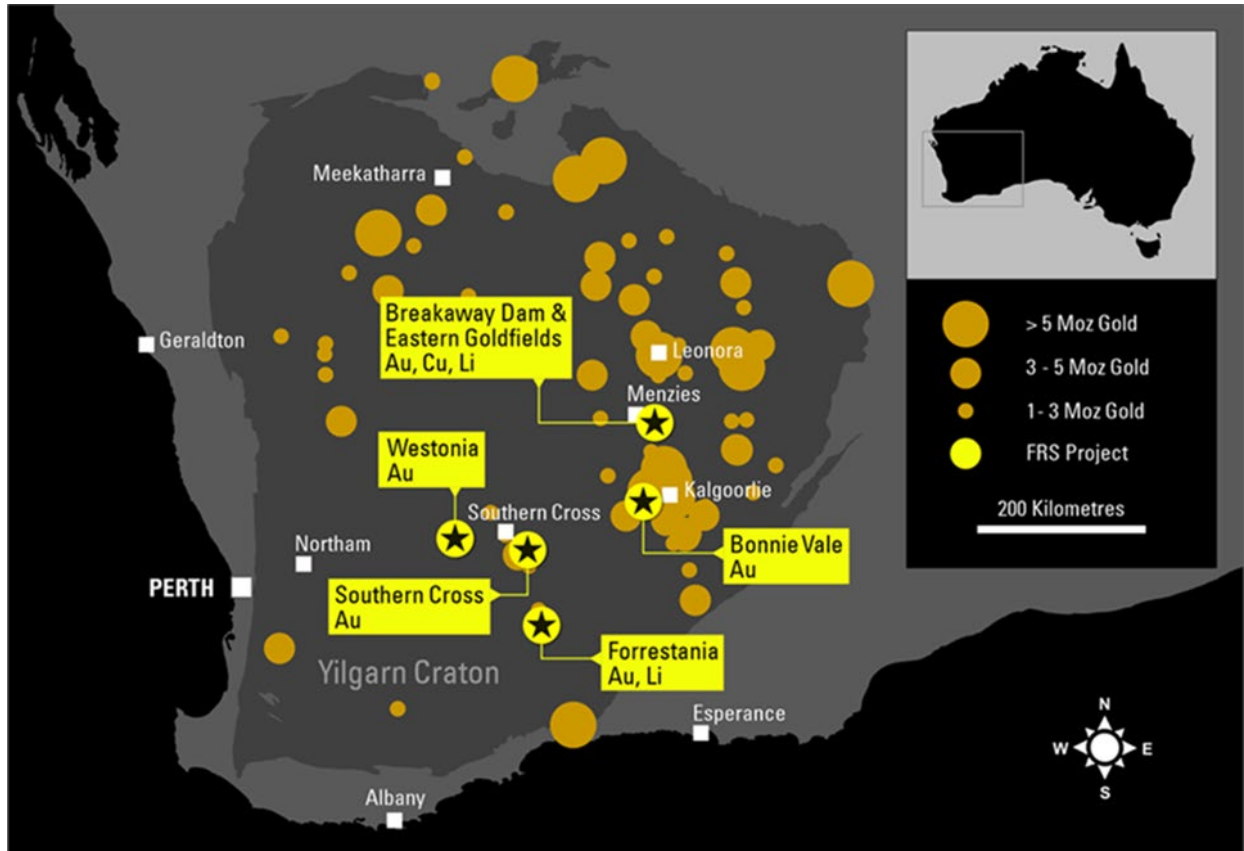 Meekatharra
Geraldton
Breakaway Dam &
Eastern Goldfields
Au, Cu, Li
Leonora
Menzies
Westonia
Au
Southern Cross
Kalgoorlie
Northam
PERTH
Southern Cross
Au
Bonnie Vale
Au
Forrestania
Au, Li
Yilgarn Craton
Esperance
Albany
> 5 Moz Gold
3 - 5 Moz Gold
1- 3 Moz Gold
FRS Project
200 Kilometres
N
W
E
S